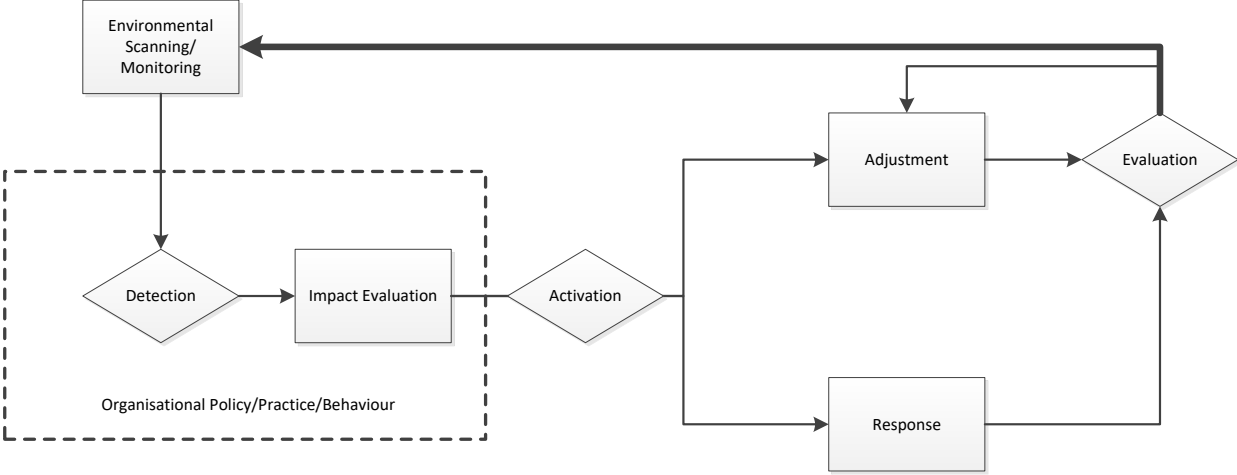 Environmental
Scanning/
Monitoring
Adjustment
Evaluation
Detection
Impact Evaluation
Activation
Organisational Policy/Practice/Behaviour
Response